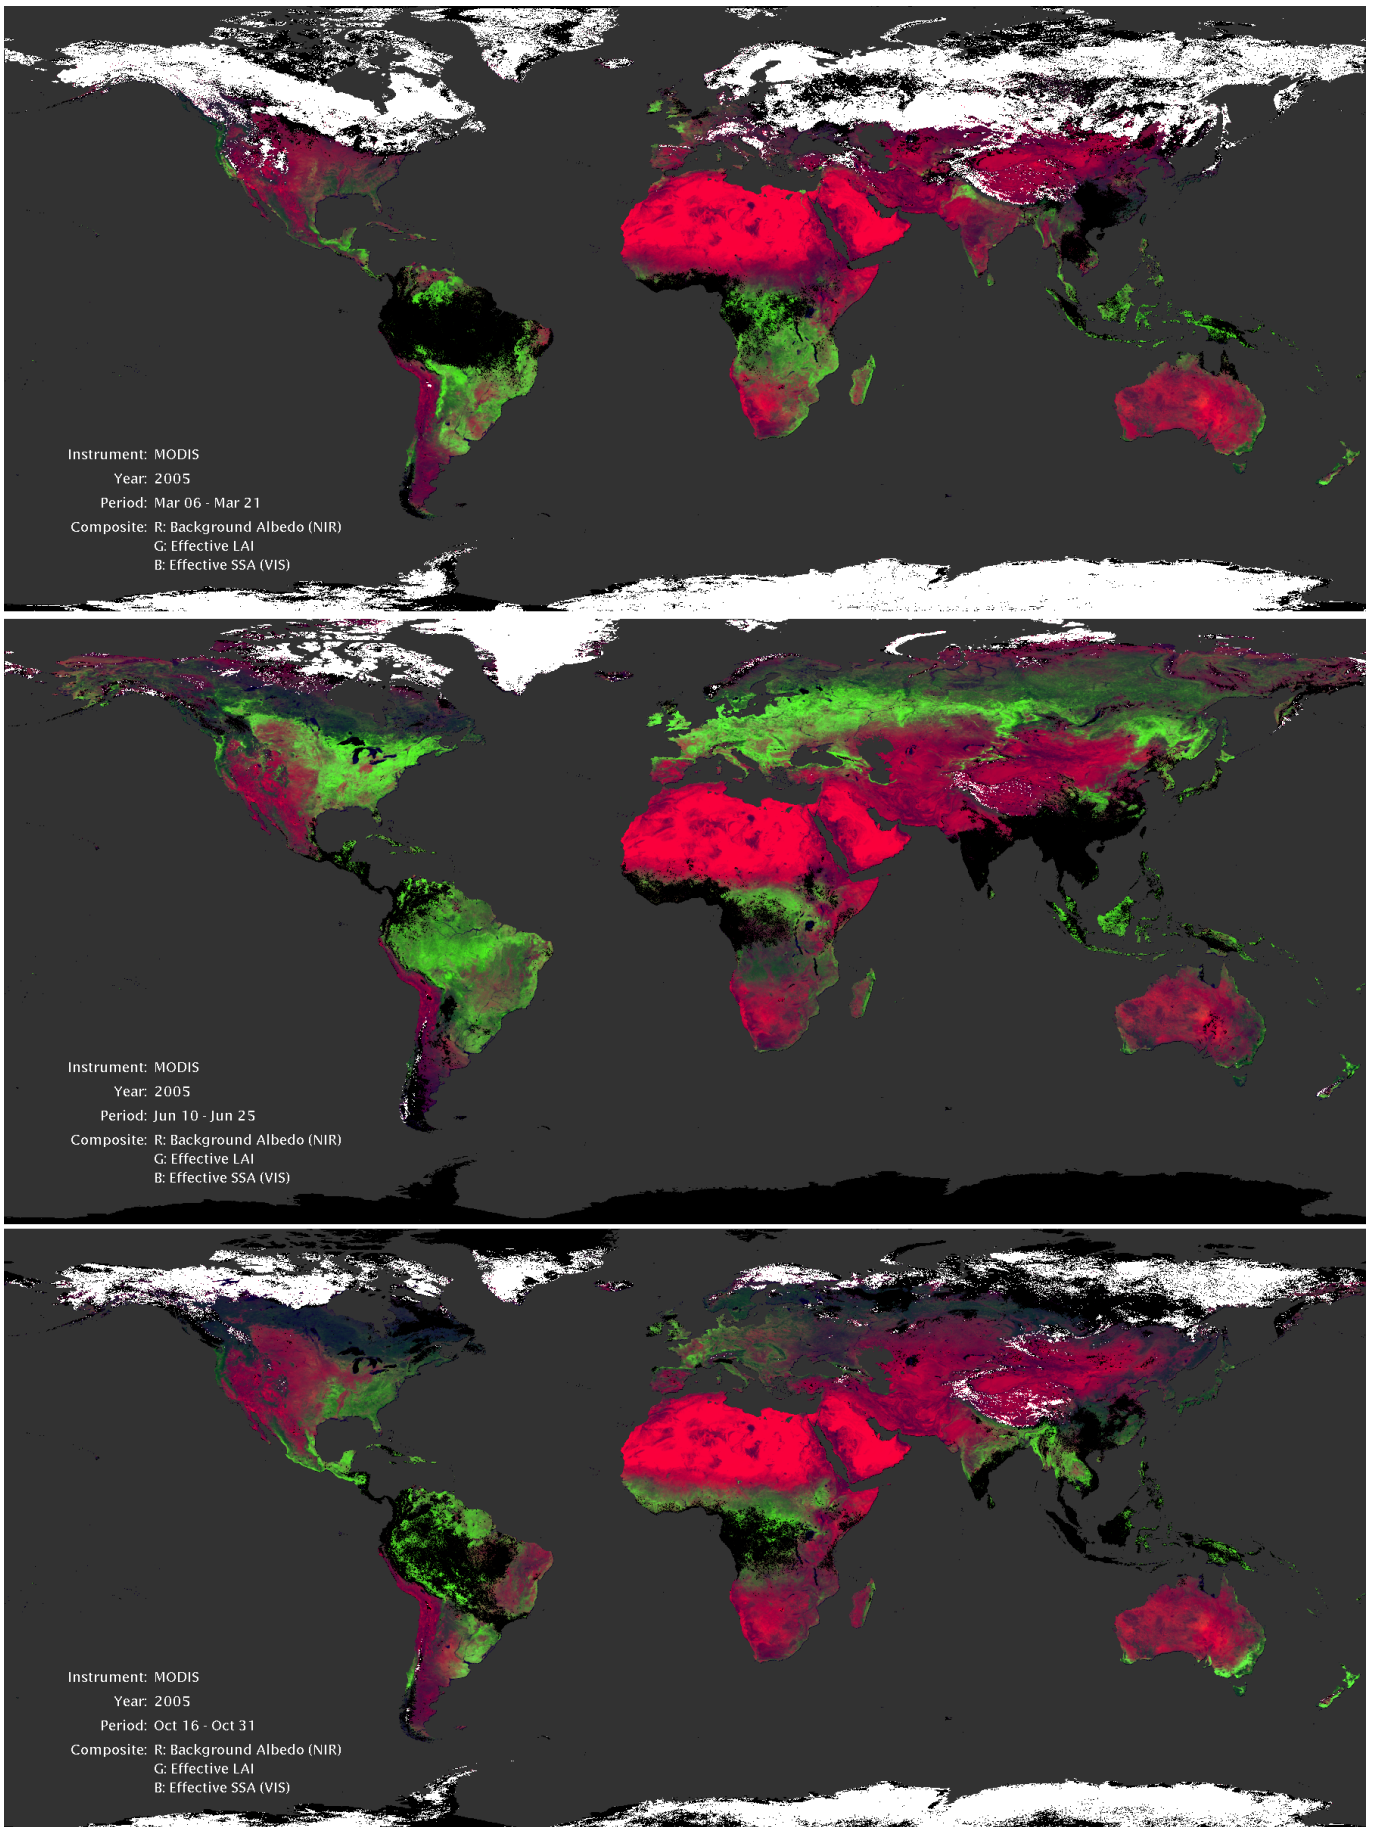 Instrument: MODIS
Year: 2005
Period: Mar 06 - Mar 21
Composite: R: Background Albedo (NIR)
G: Effective LAI
B: Effective SSA (VIS)
Instrument: MODIS
Year: 2005
Period: Jun 10 - Jun 25
Composite: R: Background Albedo (NIR)
G: Effective LAI
B: Effective SSA (VIS)
Instrument: MODIS
Year: 2005
Period: Oct 16 - Oct 31
Composite: R: Background Albedo (NIR)
G: Effective LAI
B: Effective SSA (VIS)